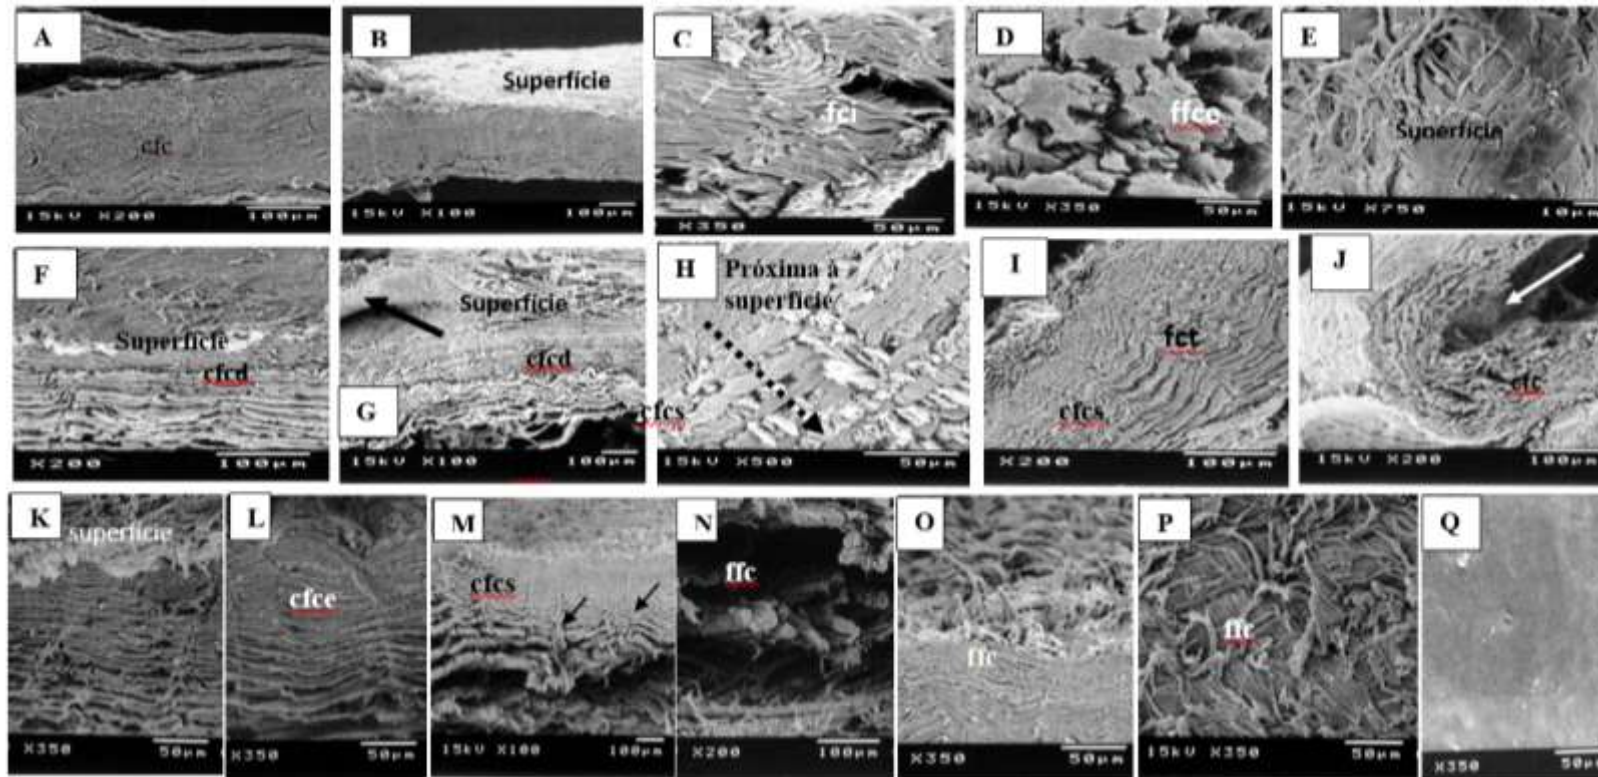 A
cfc
15kV X200 100µm
B
Superfície
15kV X100 100µm
C
fci
X350 50µm
D
ffce
15kV X350 50µm
E
Superfície
15kV X750 10µm
F
Superfície
cfcd
X200 100µm
Superfície
cfcd
G
15kV X100 100µm
H
Próxima à
superfície
cfcs
15kV X500 50µm
I
fct
cfcs
X200 100µm
J
cfc
15kV X200 100µm
K
superfície
X350 50µm
L
cfce
X350 50µm
M
cfcs
15kV X100 100µm
N
ffc
X200 100µm
O
ffc
X350 50µm
P
ffc
15kV X350 50µm
Q
X350 50µ